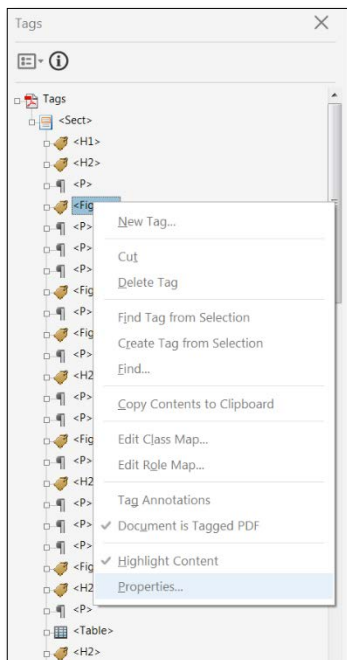 Tags
Tags
<Sect>
<H1>
<H2>
<P>
<Fig
<P>
<P>
<P>
<Fig
<P>
<Fig
<P>
<H2
<P>
<P>
<Fig
<P>
<H2
<P>
<P>
<P>
<Fig
<H2
<P>
<Table>
<H2>
New Tag...
Cut
Delete Tag
Find Tag from Selection
Create Tag from Selection
Find...
Copy Contents to Clipboard
Edit Class Map...
Edit Role Map...
Tag Annotations
Document is Tagged PDF
Highlight Content
Properties...